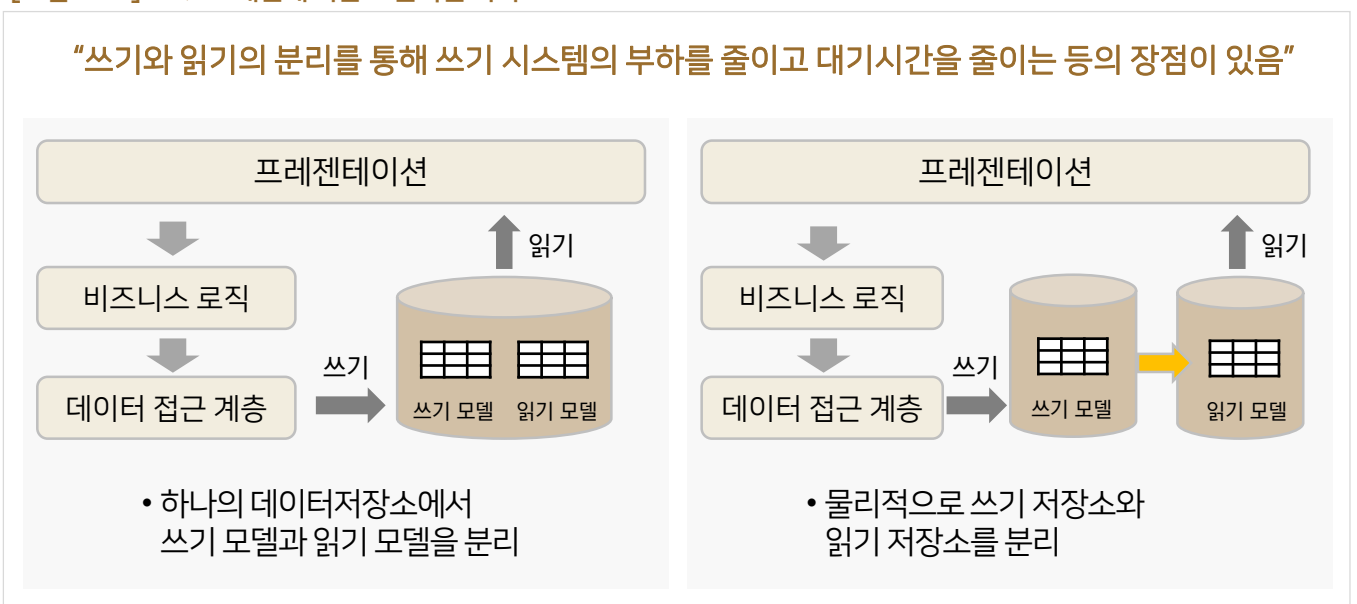 “쓰기와 읽기의 분리를 통해 쓰기 시스템의 부하를 줄이고 대기시간을 줄이는 등의 장점이 있음”
프레젠테이션
읽기
비즈니스 로직
쓰기
데이터 접근 계층
쓰기 모델 읽기 모델
• 하나의 데이터저장소에서
쓰기 모델과 읽기 모델을 분리
프레젠테이션
읽기
비즈니스 로직
쓰기
데이터 접근 계층
쓰기 모델
읽기 모델
• 물리적으로 쓰기 저장소와
읽기 저장소를 분리